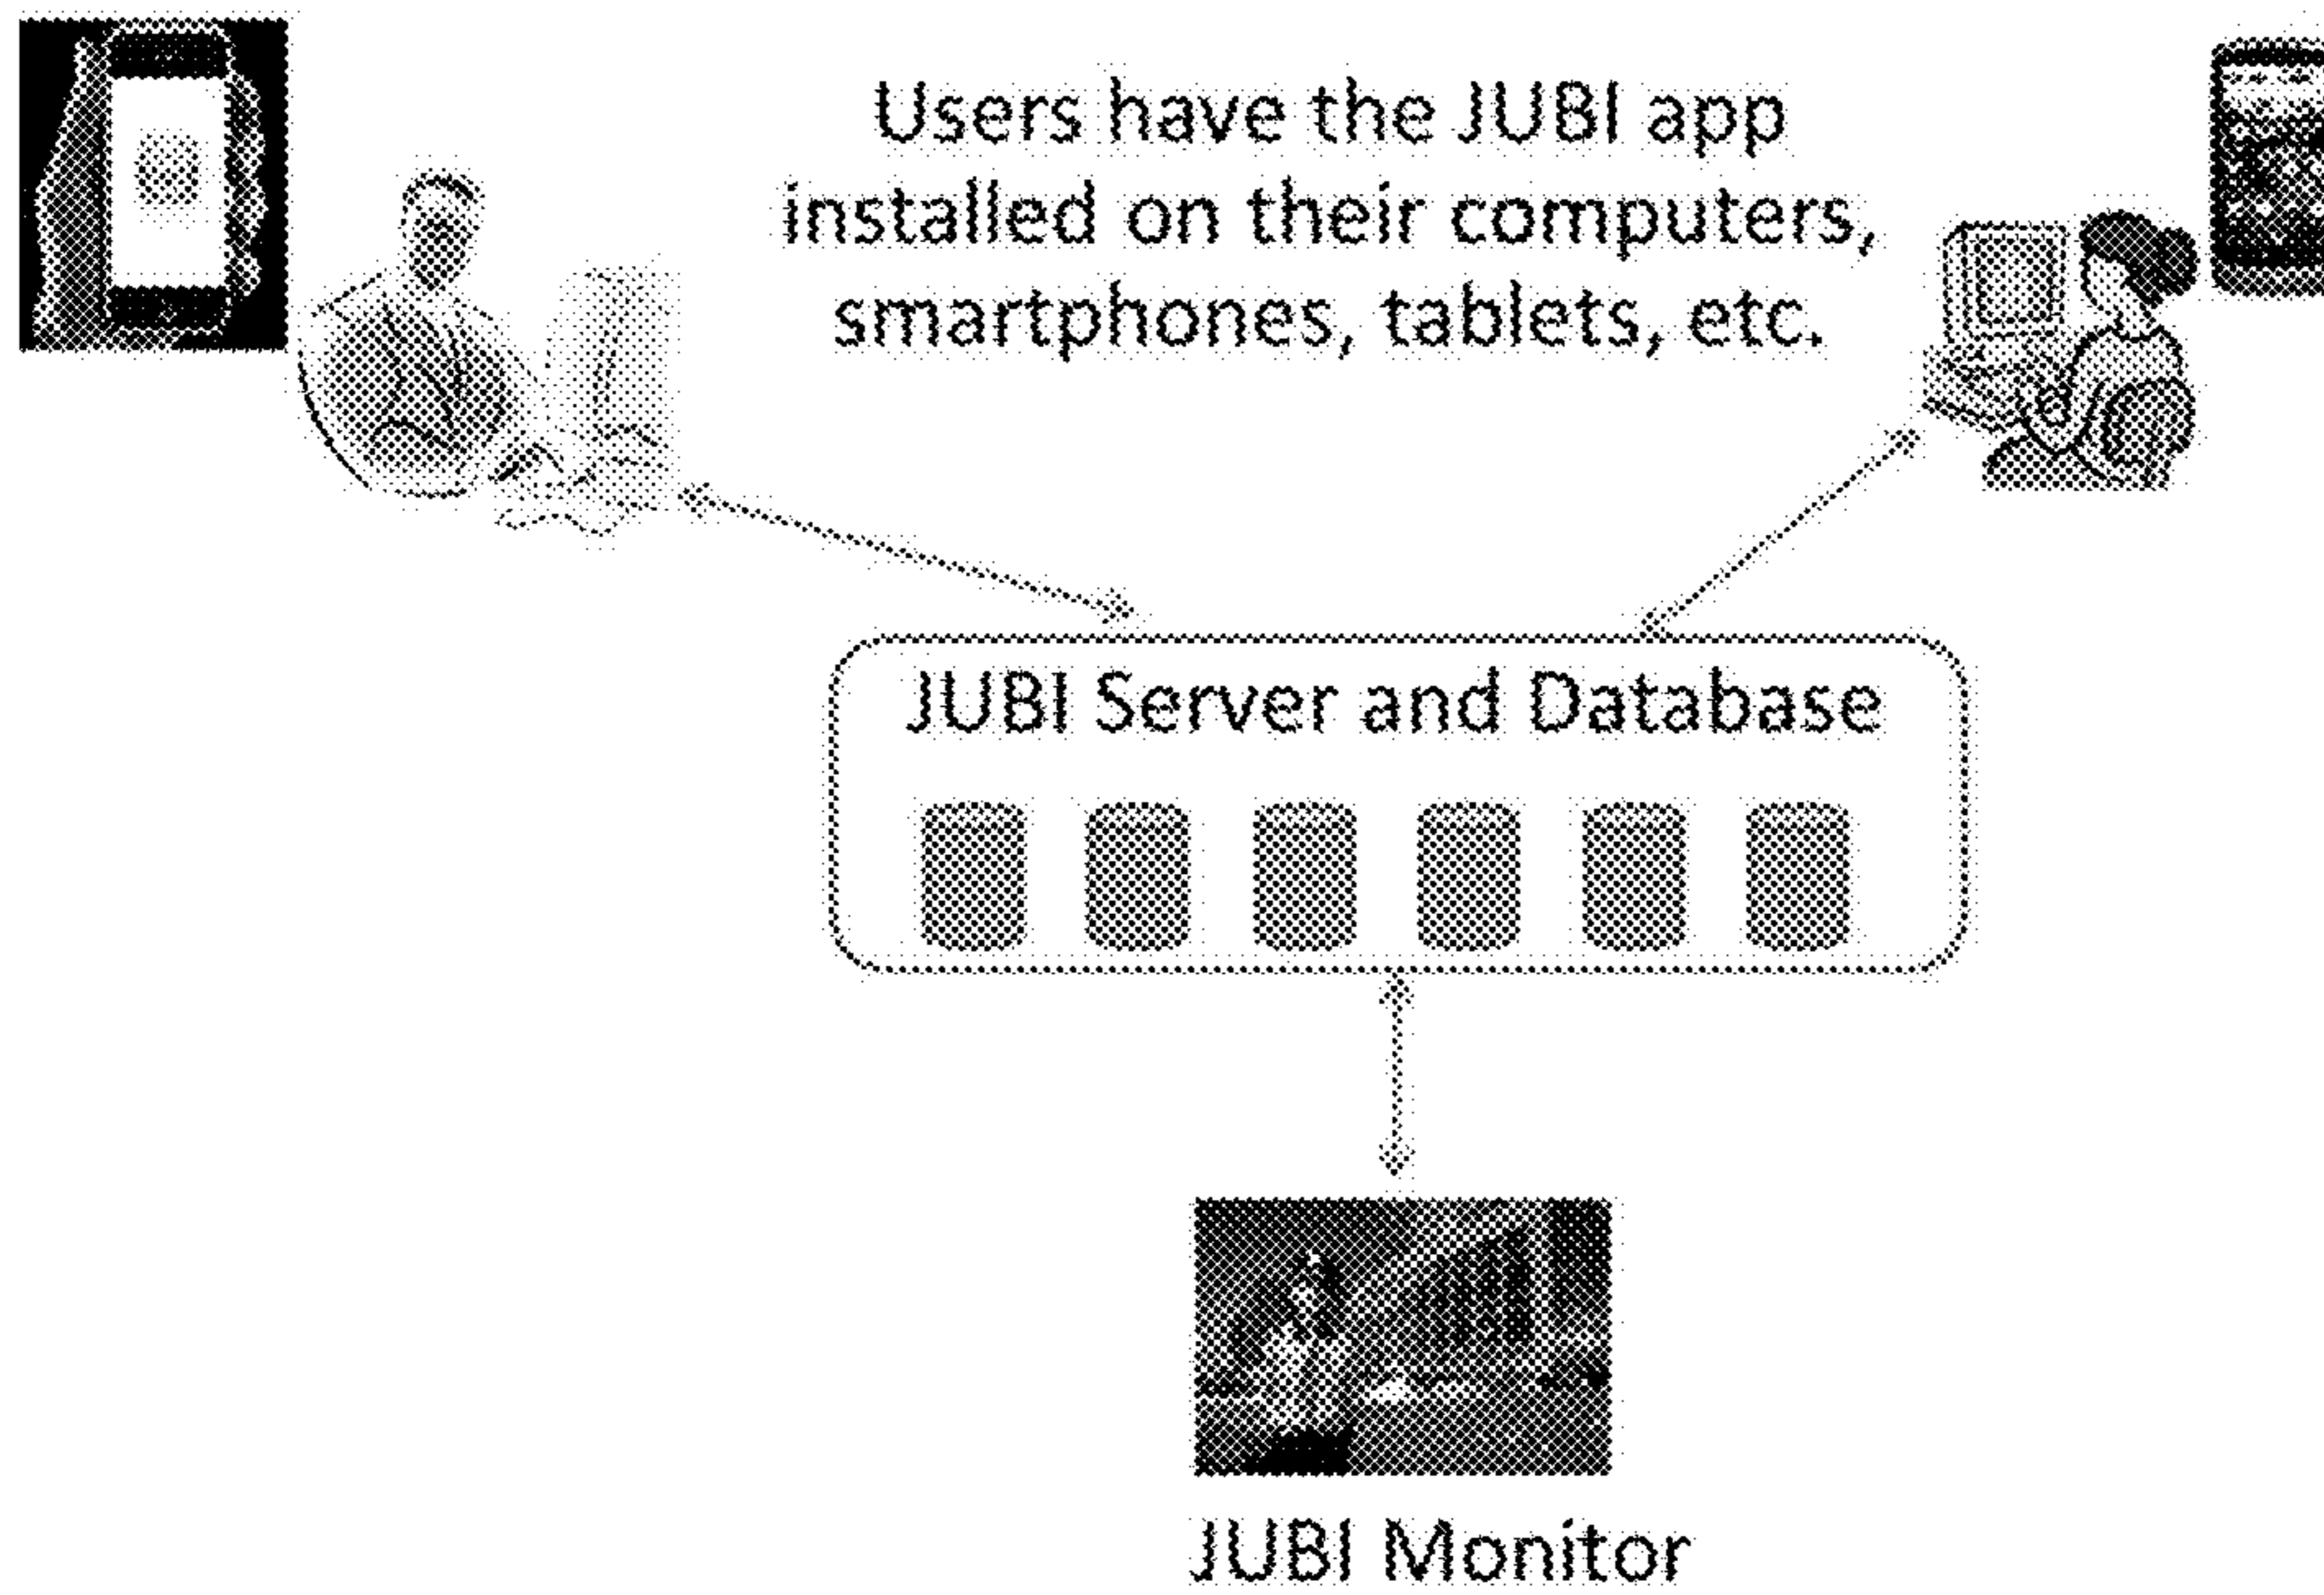 Users have the JUBI app
installed on their computers,
smartphones, tablets, etc.
JUBI Server and Database
JUBI Monitor